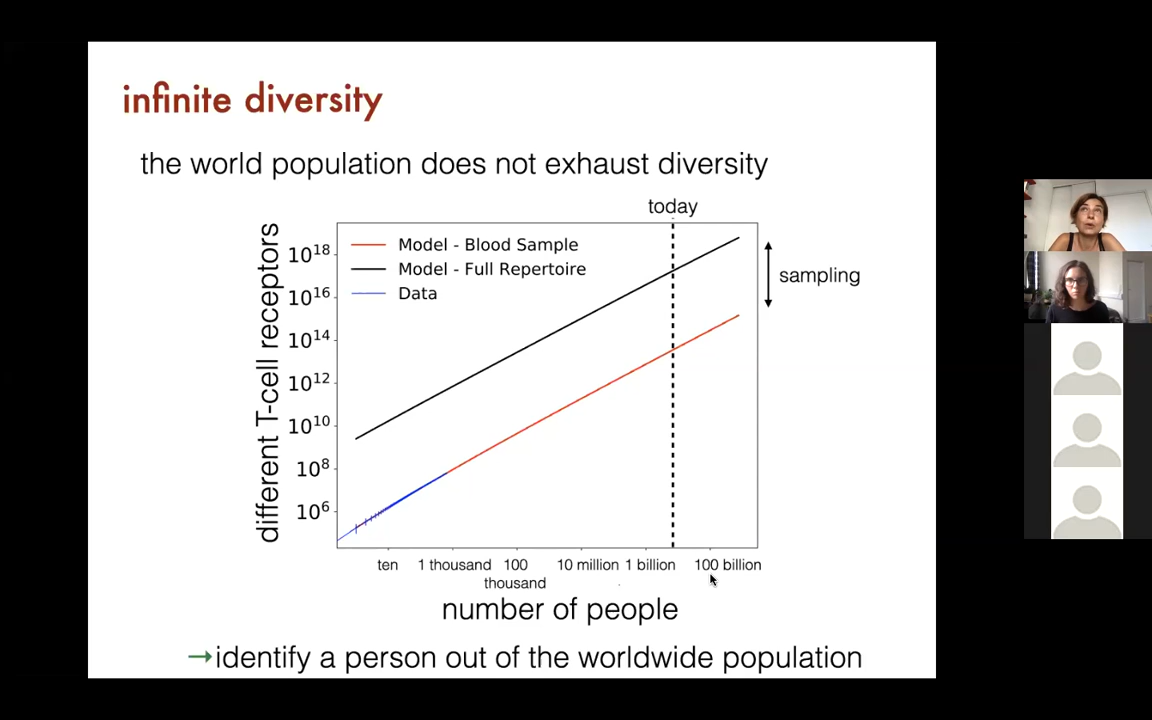 infinite diversity
the world population does not exhaust diversity
today
Model - Blood Sample
Model - Full Repertoire
Data
sampling
different T-cell receptors
10^18
10^16
10^14
10^12
10^10
10^8
10^6
ten
1 thousand
100
thousand
10 million
1 billion
100 billion
number of people
→identify a person out of the worldwide population